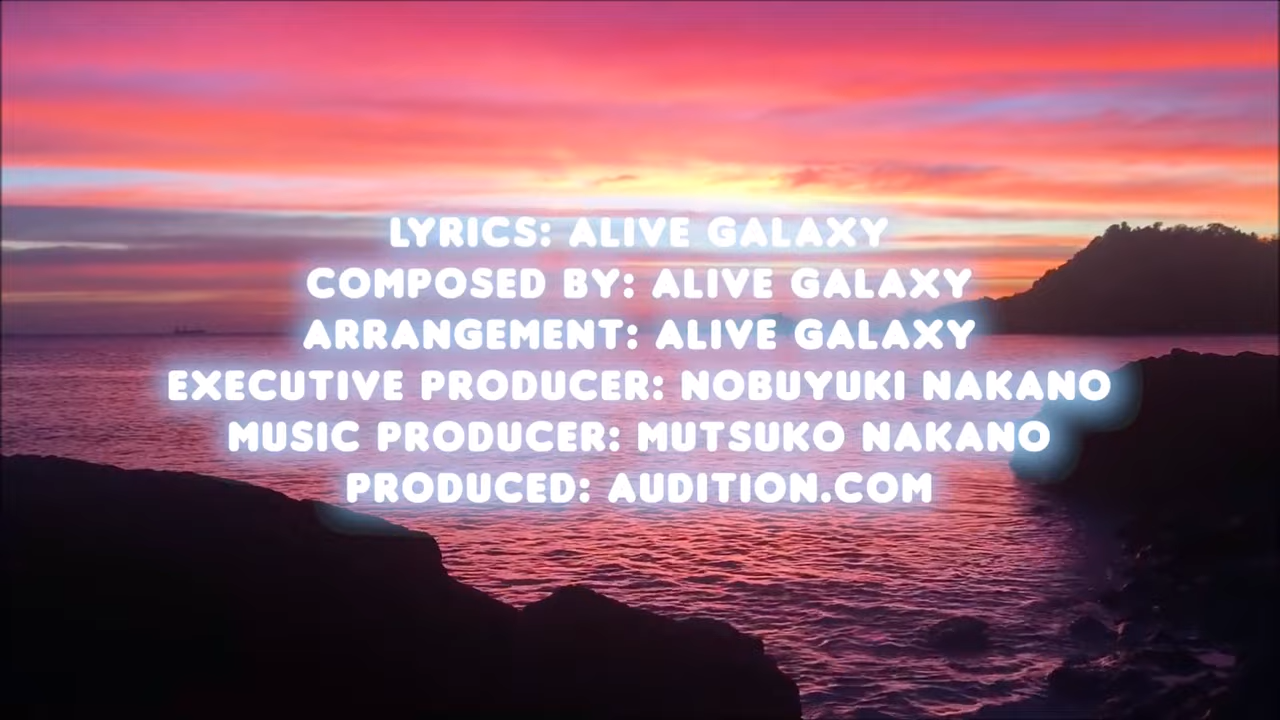 LYRICS: ALIVE GALAXY
COMPOSED BY: ALIVE GALAXY
ARRANGEMENT: ALIVE GALAXY
EXECUTIVE PRODUCER: NOBUYUKI NAKANO
MUSIC PRODUCER: MUTSUKO NAKANO
PRODUCED: AUDITION.COM